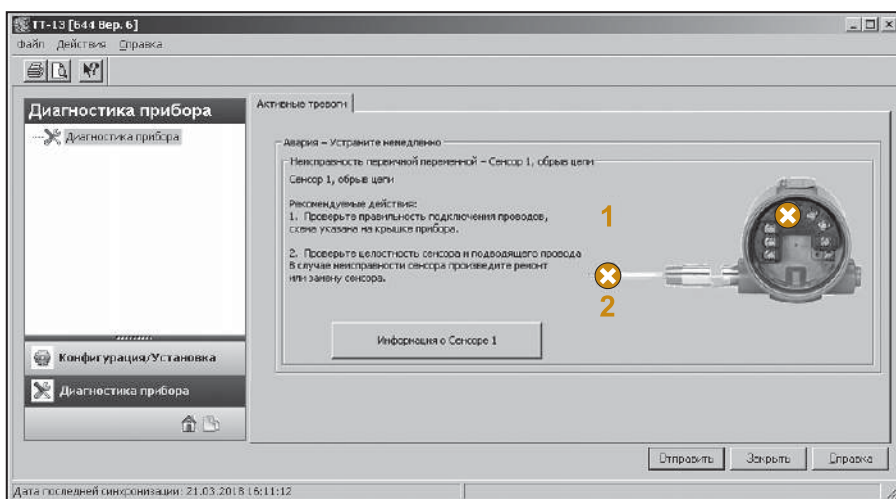 ТТ-13 [644 Вер. 6]
Файл Действия Справка
Диагностика прибора
Диагностика прибора
Активные тревоги
Авария – Устраните немедленно
Неисправность первичной переменной – Сенсор 1, обрыв цепи
Сенсор 1, обрыв цепи
Рекомендуемые действия:
1. Проверьте правильность подключения проводов,
схема указана на крышке прибора.
2. Проверьте целостность сенсора и подводящего провода
В случае неисправности сенсора произведите ремонт
или замену сенсора.
1
2
Информация о Сенсоре 1
Конфигурация/Установка
Диагностика прибора
Отправить
Закрыть
Справка
Дата последней синхронизации: 21.03.2018 16:11:12